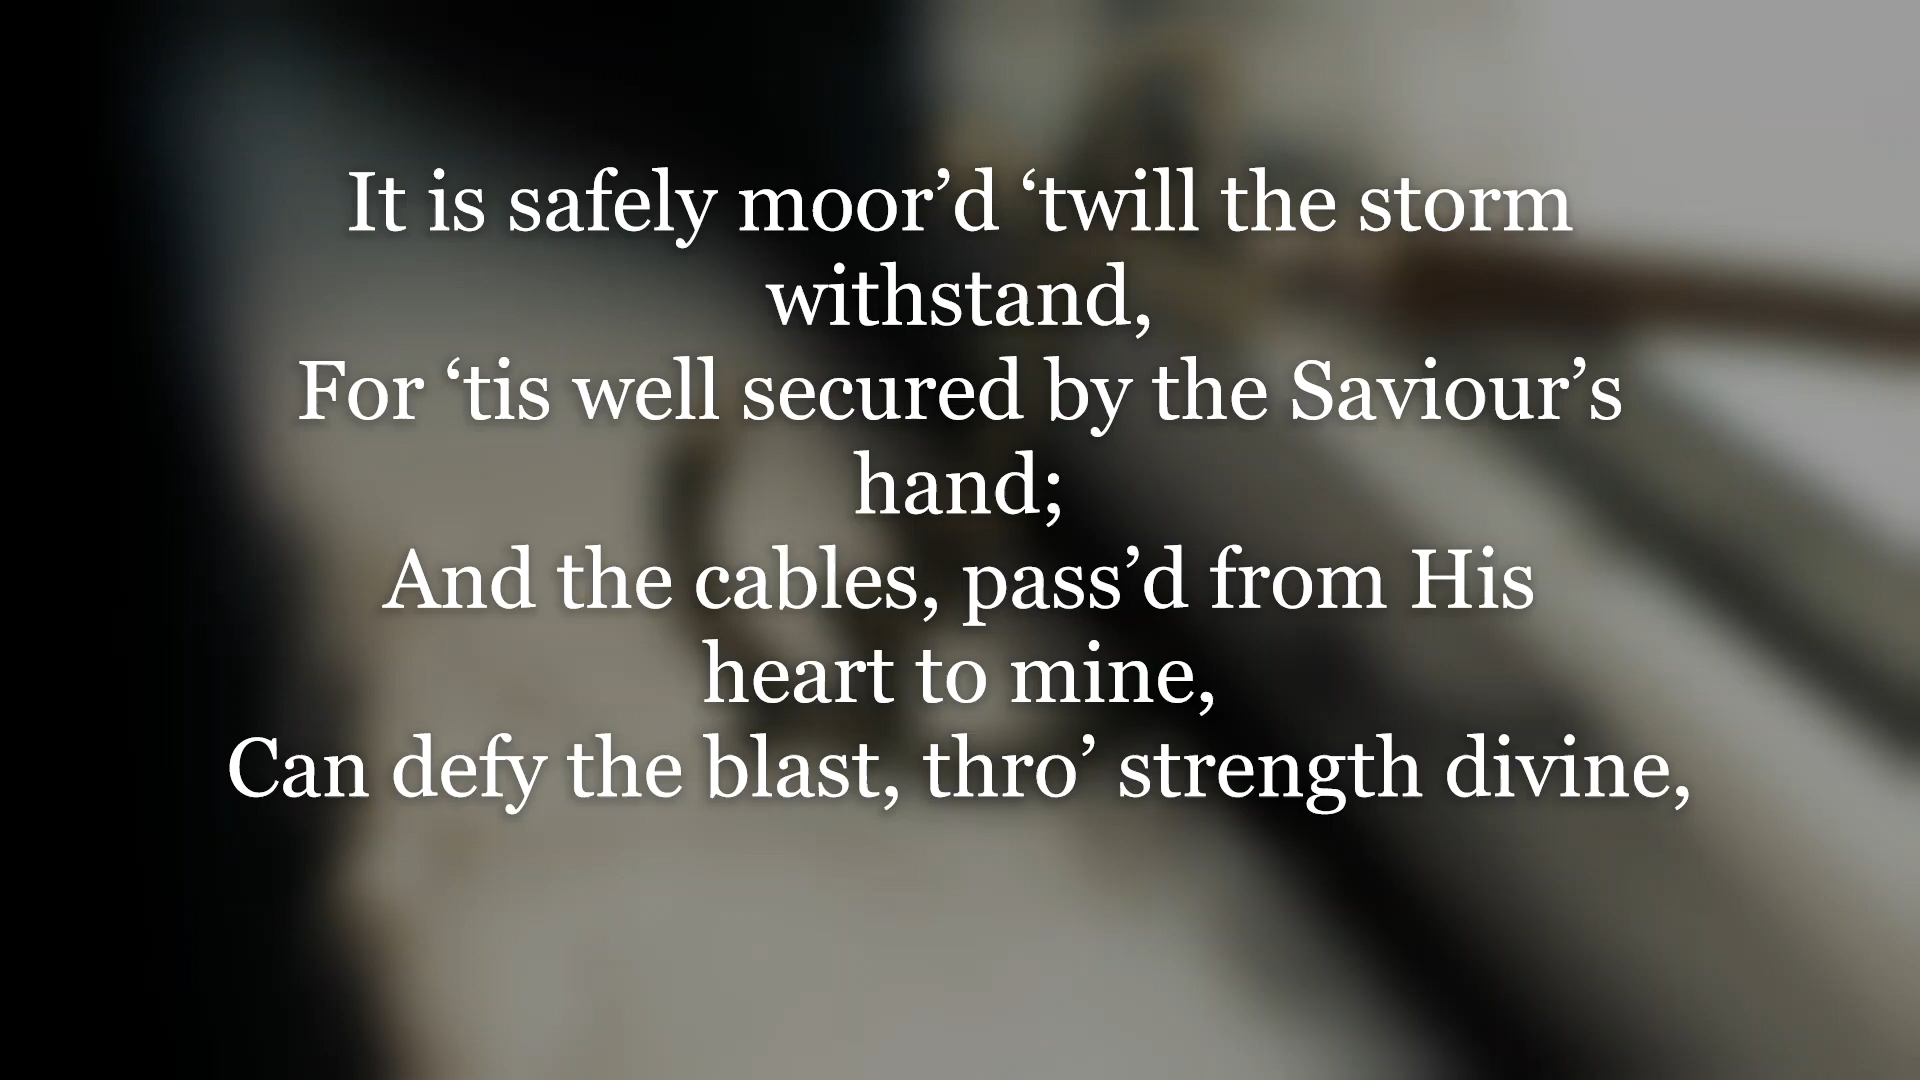 It is safely moor’d ‘twill the storm
withstand,
For ‘tis well secured by the Saviour’s
hand;
And the cables, pass’d from His
heart to mine,
Can defy the blast, thro’ strength divine,